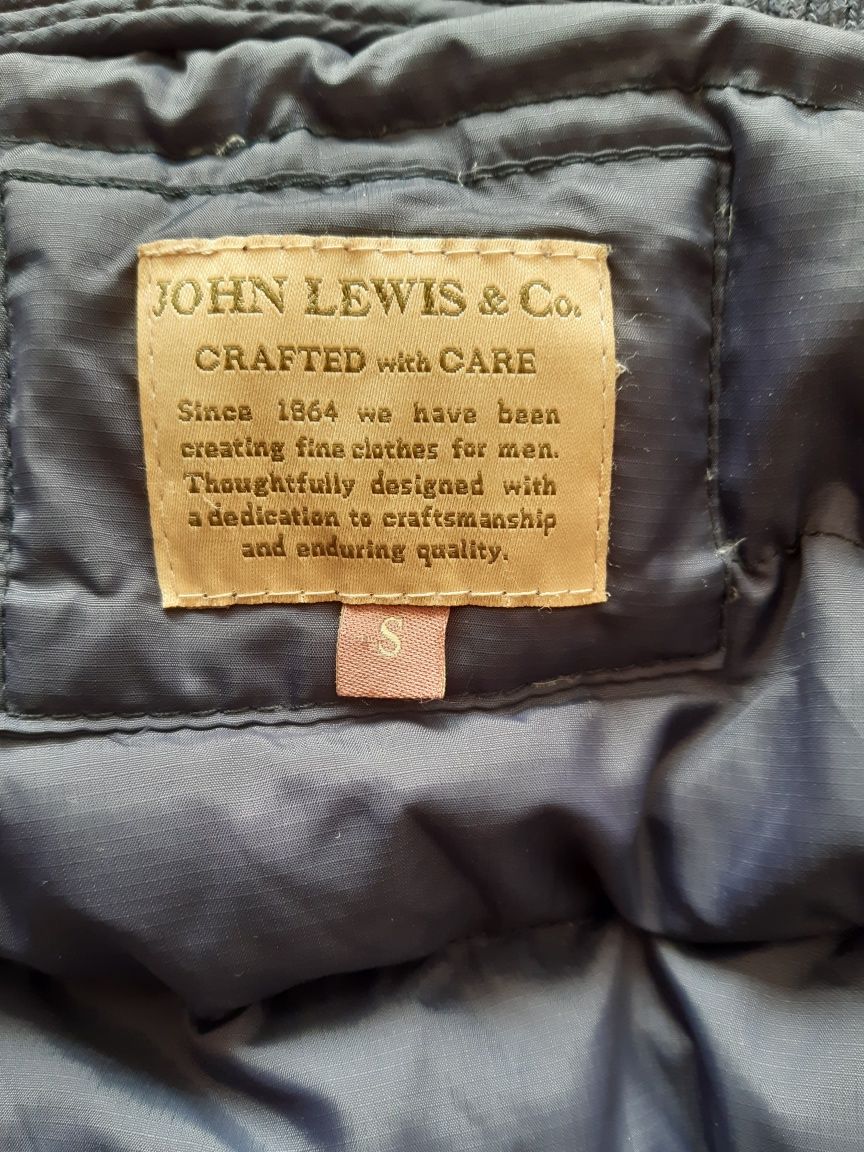 JOHN LEWIS & Co.
CRAFTED with CARE
Since 1864 we have been
creating fine clothes for men.
Thoughtfully designed with
a dedication to craftsmanship
and enduring quality.
S